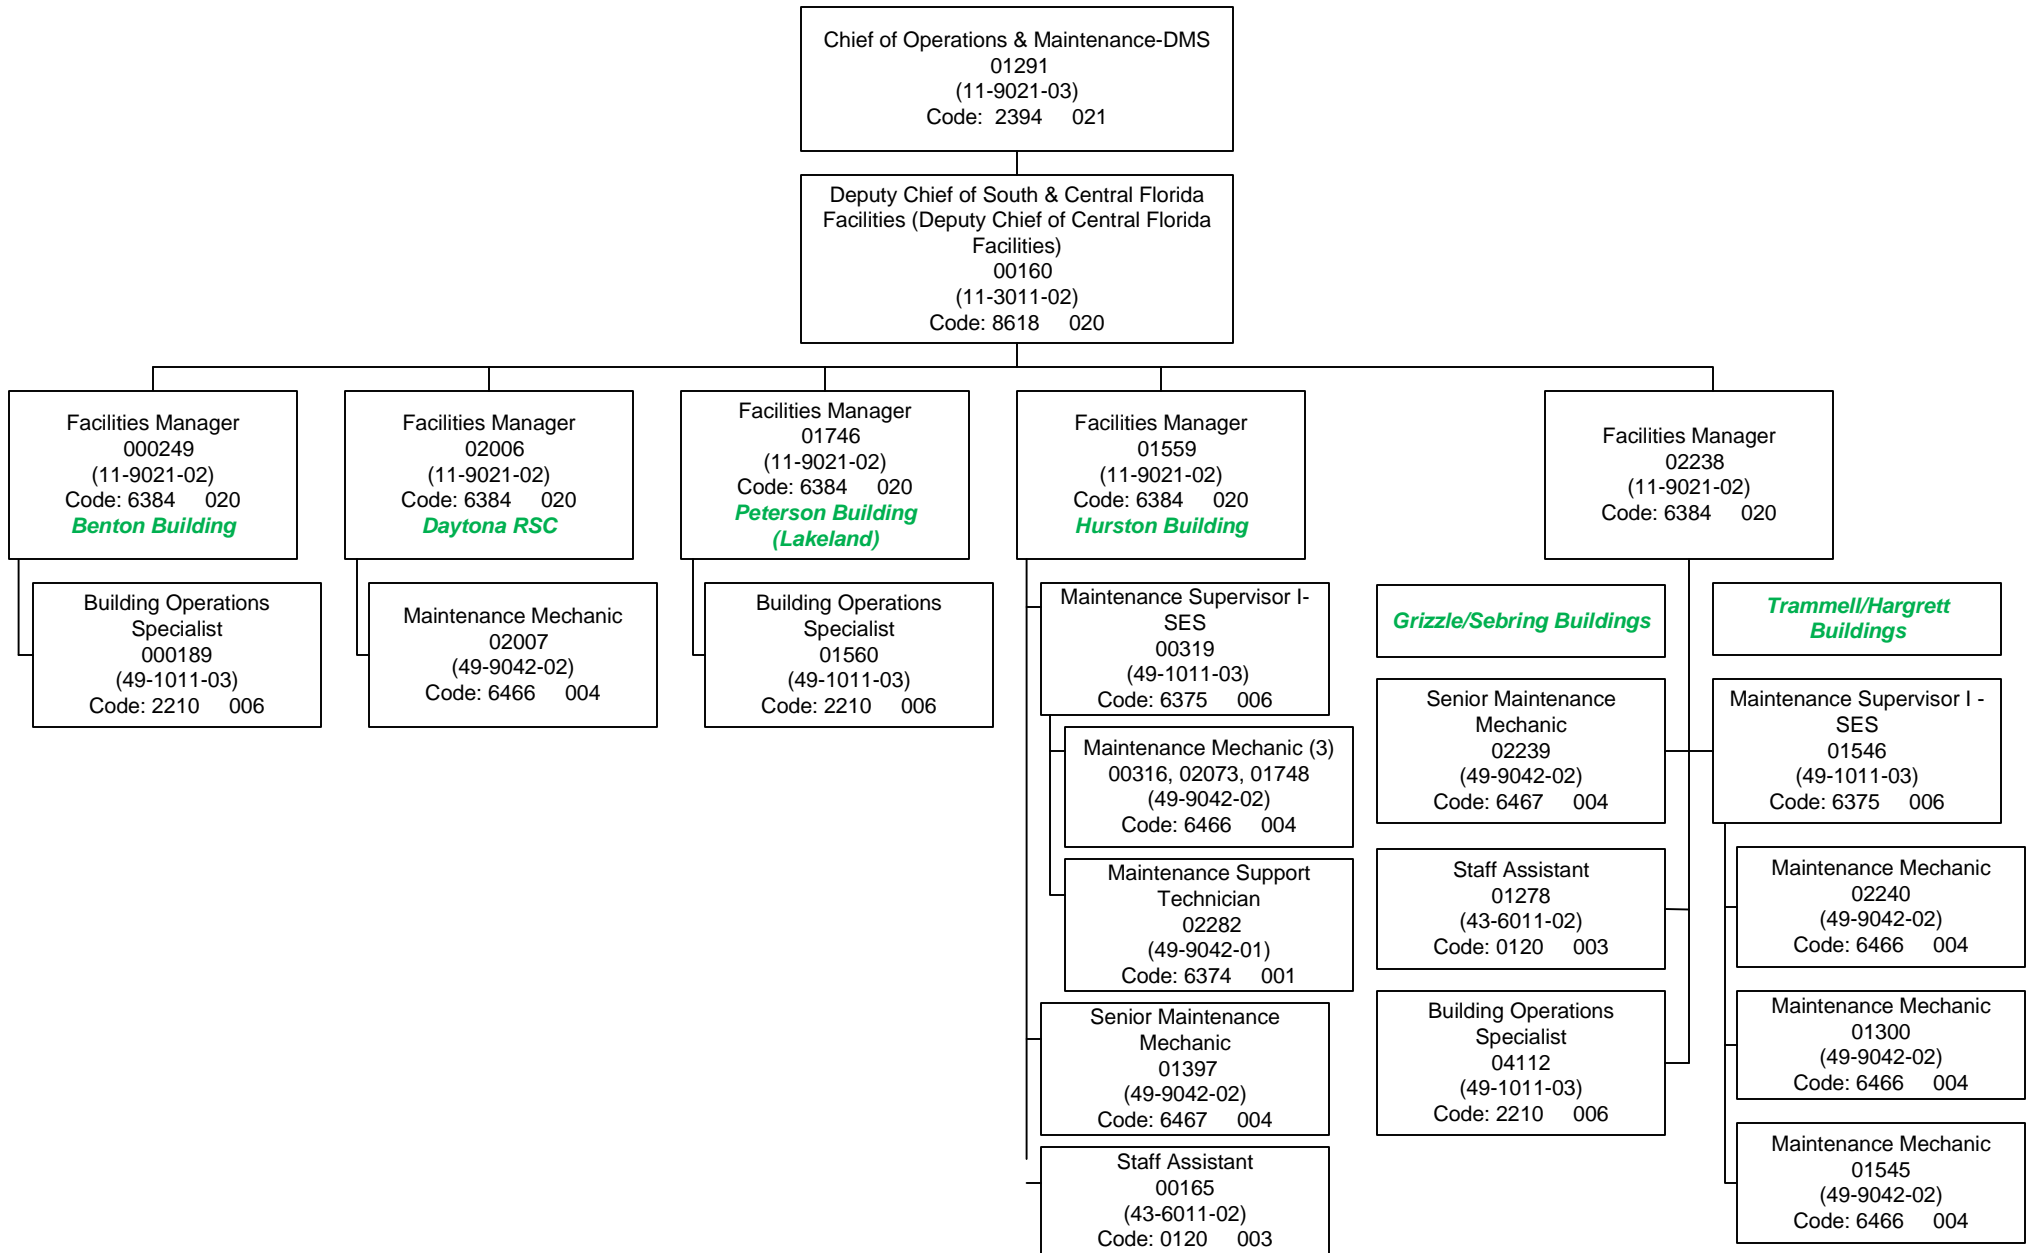 Chief of Operations & Maintenance-DMS
01291
(11-9021-03)
Code:  2394     021
Deputy Chief of South & Central Florida
Facilities (Deputy Chief of Central Florida
Facilities)
00160
(11-3011-02)
Code: 8618     020
Facilities Manager
000249
(11-9021-02)
Code: 6384     020
Benton Building
Building Operations
Specialist
000189
(49-1011-03)
Code: 2210     006
Facilities Manager
02006
(11-9021-02)
Code: 6384     020
Daytona RSC
Maintenance Mechanic
02007
(49-9042-02)
Code: 6466     004
Facilities Manager
01746
(11-9021-02)
Code: 6384     020
Peterson Building
(Lakeland)
Building Operations
Specialist
01560
(49-1011-03)
Code: 2210     006
Facilities Manager
01559
(11-9021-02)
Code: 6384     020
Hurston Building
Maintenance Supervisor I-
SES
00319
(49-1011-03)
Code: 6375     006
Maintenance Mechanic (3)
00316, 02073, 01748
(49-9042-02)
Code: 6466     004
Maintenance Support
Technician
02282
(49-9042-01)
Code: 6374     001
Senior Maintenance
Mechanic
01397
(49-9042-02)
Code: 6467     004
Staff Assistant
00165
(43-6011-02)
Code: 0120     003
Facilities Manager
02238
(11-9021-02)
Code: 6384     020
Grizzle/Sebring Buildings
Senior Maintenance
Mechanic
02239
(49-9042-02)
Code: 6467     004
Staff Assistant
01278
(43-6011-02)
Code: 0120     003
Building Operations
Specialist
04112
(49-1011-03)
Code: 2210     006
Trammell/Hargrett
Buildings
Maintenance Supervisor I -
SES
01546
(49-1011-03)
Code: 6375     006
Maintenance Mechanic
02240
(49-9042-02)
Code: 6466     004
Maintenance Mechanic
01300
(49-9042-02)
Code: 6466     004
Maintenance Mechanic
01545
(49-9042-02)
Code: 6466     004